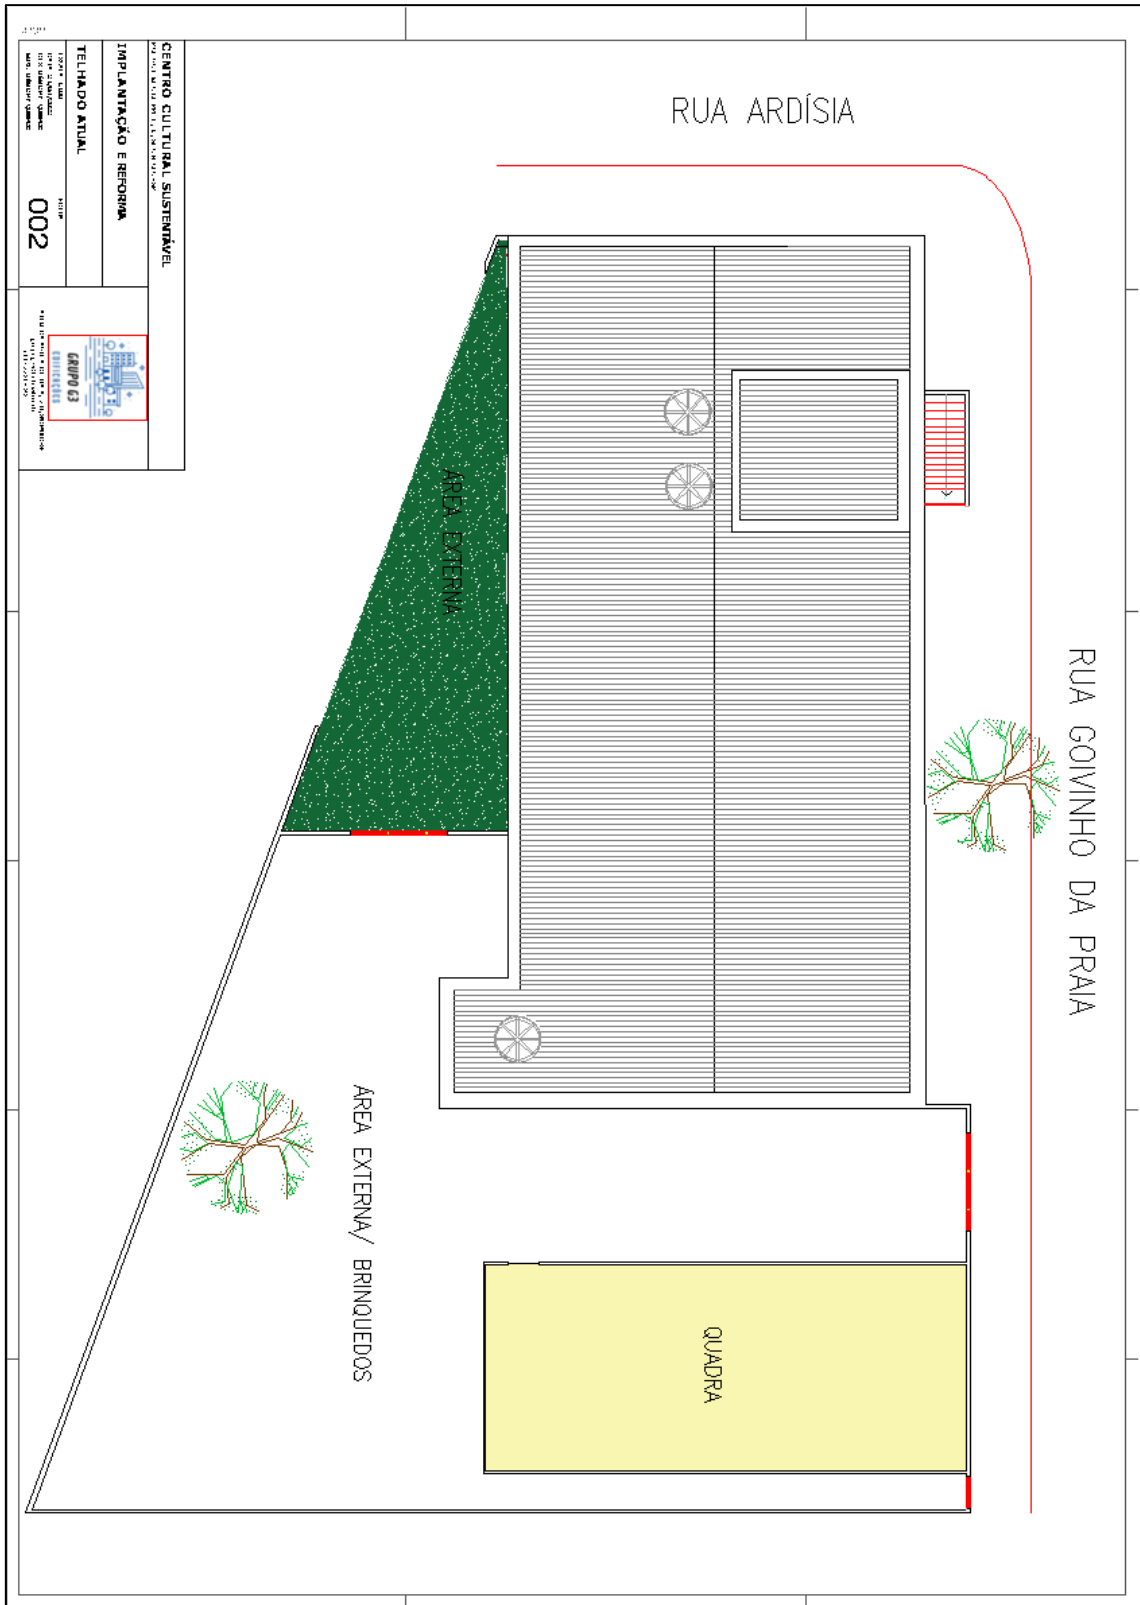 RUA ARDÍSIA
RUA GOIVINHO DA PRAIA
ÁREA EXTERNA
ÁREA EXTERNA/ BRINQUEDOS
QUADRA
CENTRO CULTURAL SUSTENTÁVEL
IMPLANTAÇÃO E REFORMA
TELHADO ATUAL
002
GRUPO G3
EDIFICAÇÕES